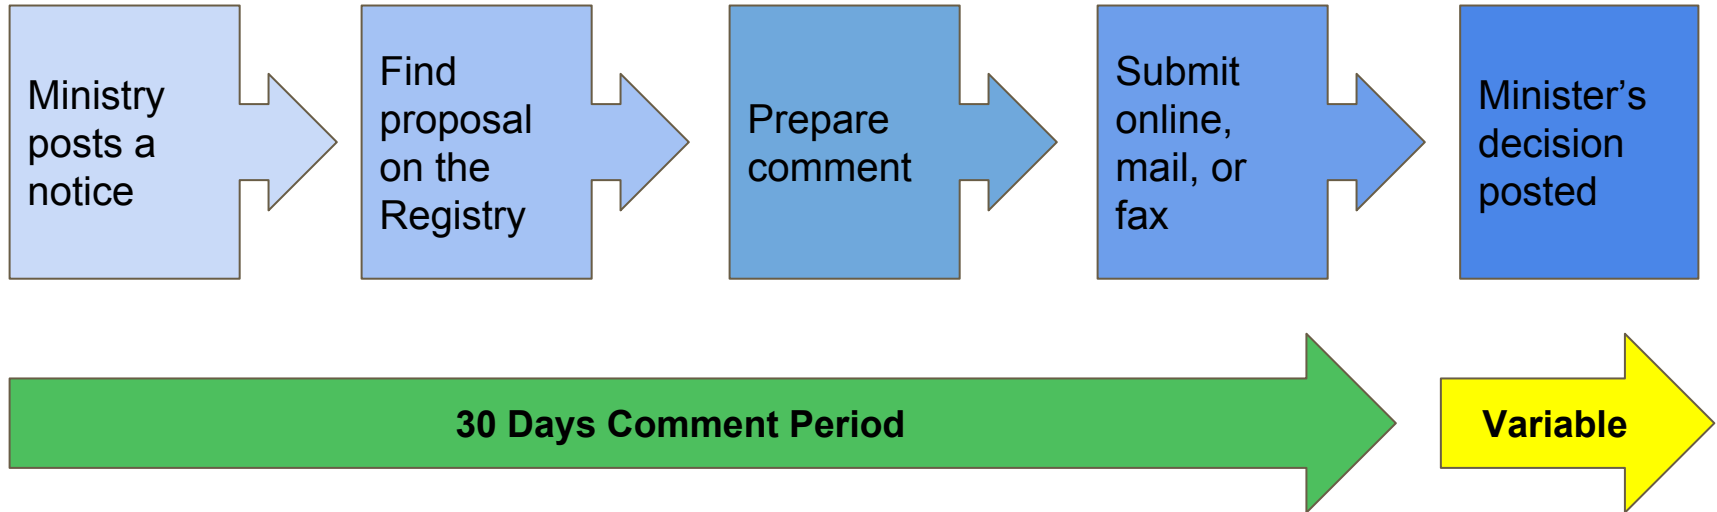 Ministry
posts a
notice
Find
proposal
on the
Registry
Prepare
comment
Submit
online,
mail, or
fax
Minister’s
decision
posted
30 Days Comment Period
Variable